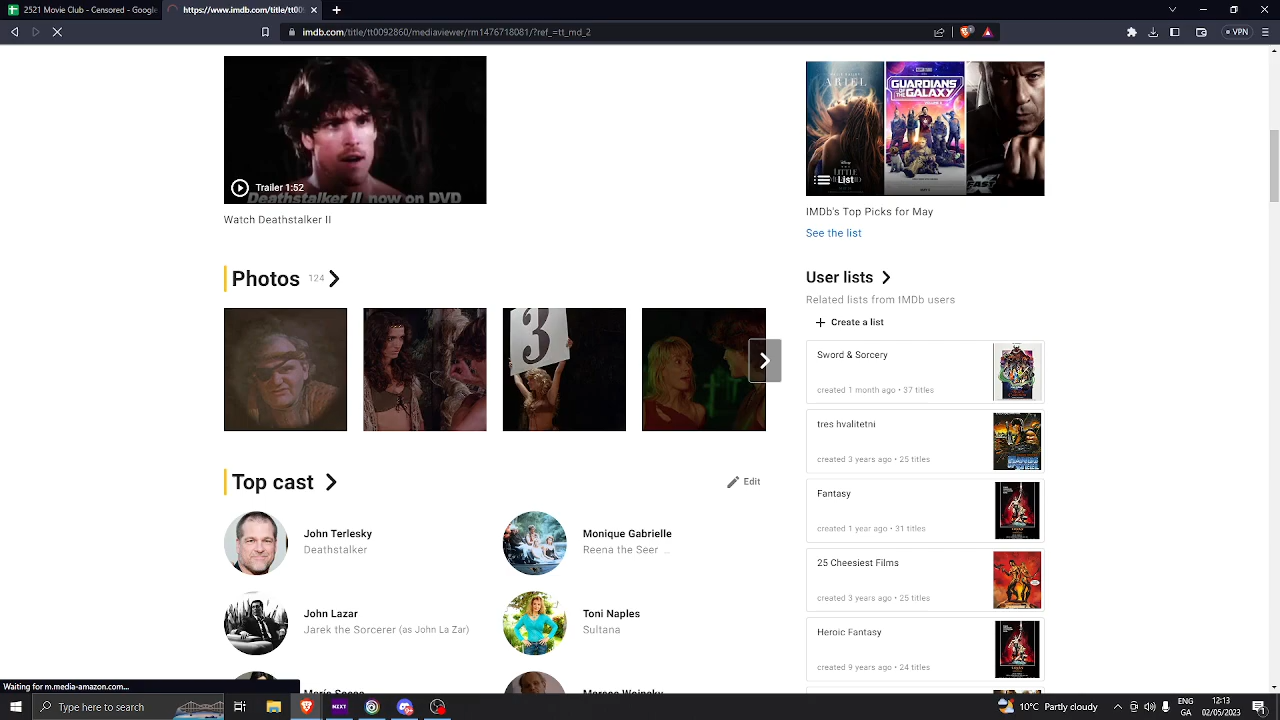 2521 Movie Club - Censored - Google
https://www.imdb.com/title/tt00
imdb.com/title/tt0092860/mediaviewer/rm1476718081/?ref_=tt_md_2
VPN
Trailer 1:52
Deathstalker II now on DVD
Watch Deathstalker II
ARIEL
GUARDIANS OF THE GALAXY
List
FAST X
IMDb's Top Picks for May
See the list
Photos 124
3
User lists
Related lists from IMDb users
Create a list
Sword & Sorcery
created 1 month ago • 37 titles
tres hvalitetni
created 3 years ago • 25 titles
Fantasy
created 1 year ago • 31 titles
25 Cheesiest Films
created 3 years ago • 25 titles
Heroic Fantasy
created 9 years ago • 24 titles
Top cast
Edit
John Terlesky
Deathstalker
Monique Gabrielle
Reena the Seer ...
John Lazar
Jarek the Sorcerer (as John La Zar)
Toni Naples
Sultana
Waiting for m.media-amazon.com...
Type here to search
NEXT
10°C Partly cloudy
ENG
12:13
02/05/2023